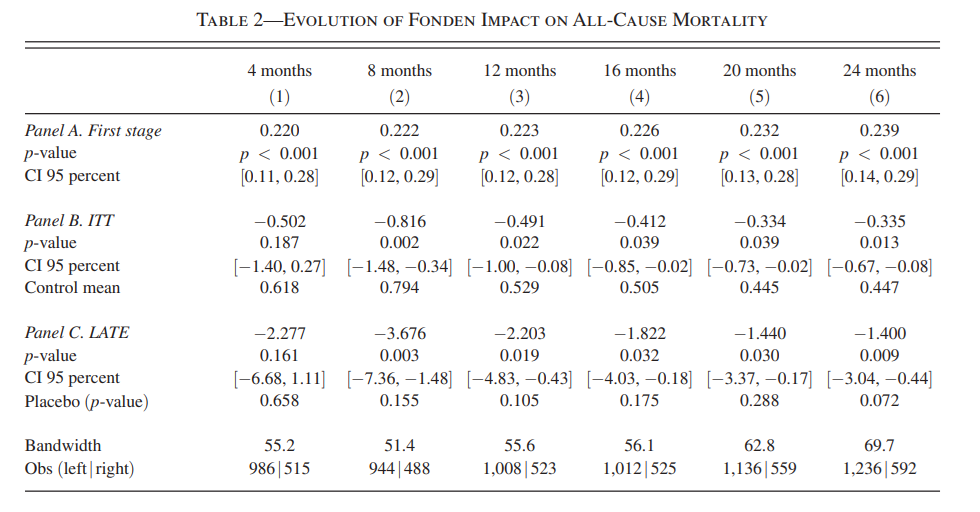 TABLE 2—EVOLUTION OF FONDEN IMPACT ON ALL-CAUSE MORTALITY
4 months 8 months 12 months 16 months 20 months 24 months
(1) (2) (3) (4) (5) (6)
Panel A. First stage 0.220 0.222 0.223 0.226 0.232 0.239
p-value p < 0.001 p < 0.001 p < 0.001 p < 0.001 p < 0.001 p < 0.001
CI 95 percent [0.11, 0.28] [0.12, 0.29] [0.12, 0.28] [0.12, 0.29] [0.13, 0.28] [0.14, 0.29]
Panel B. ITT −0.502 −0.816 −0.491 −0.412 −0.334 −0.335
p-value 0.187 0.002 0.022 0.039 0.039 0.013
CI 95 percent [−1.40, 0.27] [−1.48, −0.34] [−1.00, −0.08] [−0.85, −0.02] [−0.73, −0.02] [−0.67, −0.08]
Control mean 0.618 0.794 0.529 0.505 0.445 0.447
Panel C. LATE −2.277 −3.676 −2.203 −1.822 −1.440 −1.400
p-value 0.161 0.003 0.019 0.032 0.030 0.009
CI 95 percent [−6.68, 1.11] [−7.36, −1.48] [−4.83, −0.43] [−4.03, −0.18] [−3.37, −0.17] [−3.04, −0.44]
Placebo (p-value) 0.658 0.155 0.105 0.175 0.288 0.072
Bandwidth 55.2 51.4 55.6 56.1 62.8 69.7
Obs (left|right) 986|515 944|488 1,008|523 1,012|525 1,136|559 1,236|592